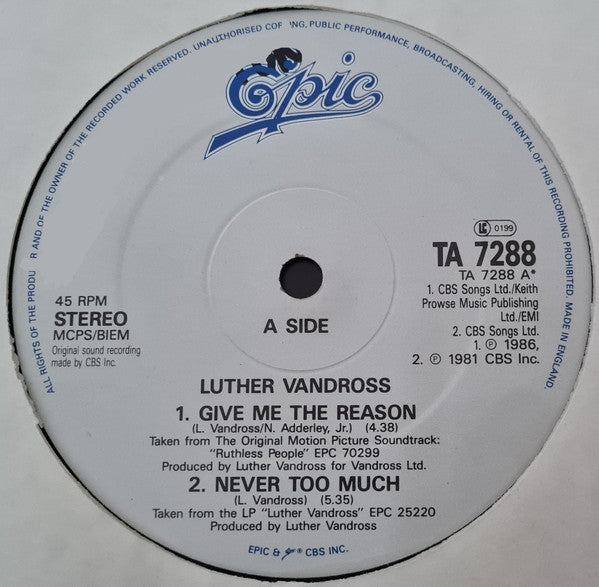 ALL RIGHTS OF THE PRODU R AND OF THE OWNER OF THE RECORDED WORK RESERVED. UNAUTHORISED COP ING, PUBLIC PERFORMANCE, BROADCASTING, HIRING OR RENTAL OF THIS RECORDING PROHIBITED. MADE IN ENGLAND.
Epic
LC 0199
TA 7288
TA 7288 A*
1. CBS Songs Ltd./Keith
Prowse Music Publishing
Ltd./EMI
2. CBS Songs Ltd.
1. ℗ 1986,
2. ℗ 1981 CBS Inc.
45 RPM
STEREO
MCPS/BIEM
Original sound recording
made by CBS Inc.
A SIDE
LUTHER VANDROSS
1. GIVE ME THE REASON
(L. Vandross/N. Adderley, Jr.) (4.38)
Taken from The Original Motion Picture Soundtrack:
"Ruthless People" EPC 70299
Produced by Luther Vandross for Vandross Ltd.
2. NEVER TOO MUCH
(L. Vandross) (5.35)
Taken from the LP "Luther Vandross" EPC 25220
Produced by Luther Vandross
EPIC & ® CBS INC.